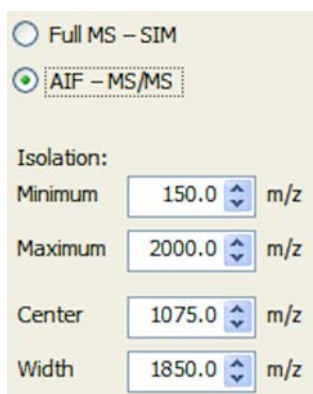 Full MS – SIM
AIF – MS/MS
Isolation:
Minimum 150.0 m/z
Maximum 2000.0 m/z
Center 1075.0 m/z
Width 1850.0 m/z